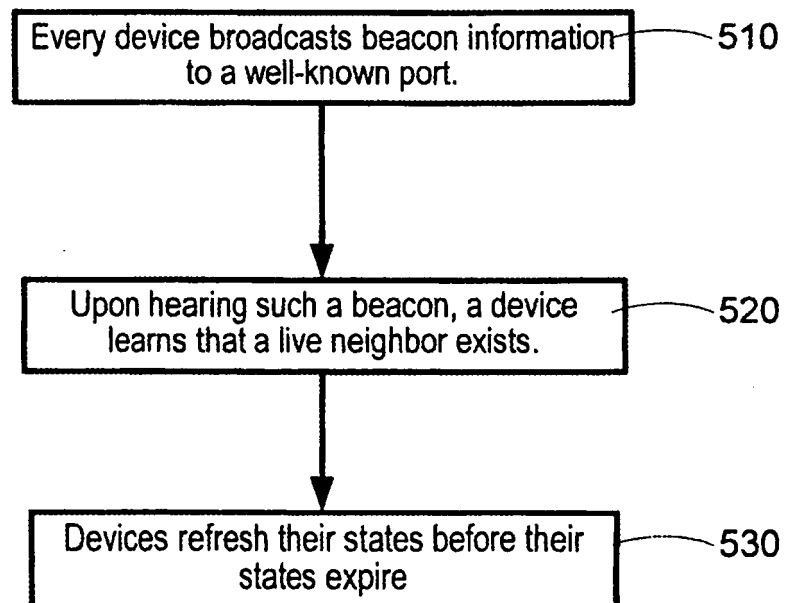 Every device broadcasts beacon information
to a well-known port.
510
Upon hearing such a beacon, a device
learns that a live neighbor exists.
520
Devices refresh their states before their
states expire
530